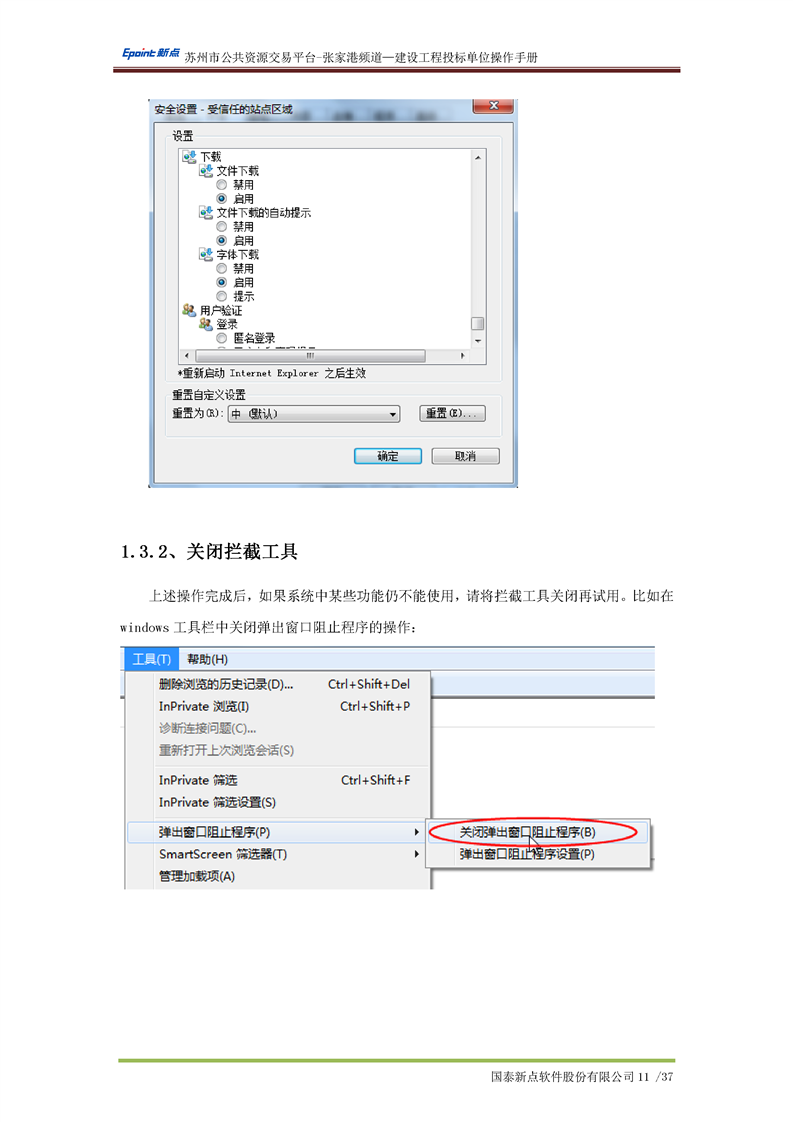 Epoint新点 苏州市公共资源交易平台-张家港频道—建设工程投标单位操作手册
安全设置 - 受信任的站点区域
设置
下载
文件下载
禁用
启用
文件下载的自动提示
禁用
启用
字体下载
禁用
启用
提示
用户验证
登录
匿名登录
*重新启动 Internet Explorer 之后生效
重置自定义设置
重置为(R): 中 (默认) 重置(E)...
确定 取消
1.3.2、关闭拦截工具
上述操作完成后，如果系统中某些功能仍不能使用，请将拦截工具关闭再试用。比如在
windows 工具栏中关闭弹出窗口阻止程序的操作：
工具(T) 帮助(H)
删除浏览的历史记录(D)... Ctrl+Shift+Del
InPrivate 浏览(I) Ctrl+Shift+P
诊断连接问题(C)...
重新打开上次浏览会话(S)
InPrivate 筛选 Ctrl+Shift+F
InPrivate 筛选设置(S)
弹出窗口阻止程序(P) 关闭弹出窗口阻止程序(B)
SmartScreen 筛选器(T) 弹出窗口阻止程序设置(P)
管理加载项(A)
国泰新点软件股份有限公司 11 /37